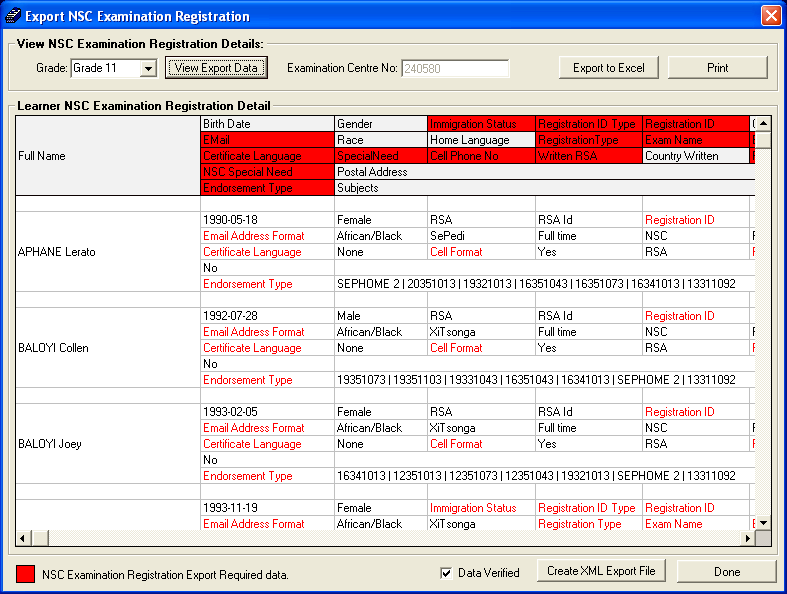 Export NSC Examination Registration
View NSC Examination Registration Details:
Grade: Grade 11 View Export Data Examination Centre No: 240580 Export to Excel Print
Learner NSC Examination Registration Detail
Full Name
Birth Date Gender Immigration Status Registration ID Type Registration ID
EMail Race Home Language RegistrationType Exam Name
Certificate Language SpecialNeed Cell Phone No Written RSA Country Written
NSC Special Need Postal Address
Endorsement Type Subjects
APHANE Lerato
1990-05-18 Female RSA RSA Id Registration ID
Email Address Format African/Black SePedi Full time NSC
Certificate Language None Cell Format Yes RSA
No
Endorsement Type SEPHOME 2 | 20351013 | 19321013 | 16351043 | 16351073 | 16341013 | 13311092
BALOYI Collen
1992-07-28 Male RSA RSA Id Registration ID
Email Address Format African/Black XiTsonga Full time NSC
Certificate Language None Cell Format Yes RSA
No
Endorsement Type 19351073 | 19351103 | 19331043 | 16351043 | 16341013 | SEPHOME 2 | 13311092
BALOYI Joey
1993-02-05 Female RSA RSA Id Registration ID
Email Address Format African/Black XiTsonga Full time NSC
Certificate Language None Cell Format Yes RSA
No
Endorsement Type 16341013 | 12351013 | 12351073 | 12351043 | 19321013 | SEPHOME 2 | 13311092
1993-11-19 Female Immigration Status Registration ID Type Registration ID
Email Address Format African/Black XiTsonga Registration Type Exam Name
NSC Examination Registration Export Required data. Data Verified Create XML Export File Done